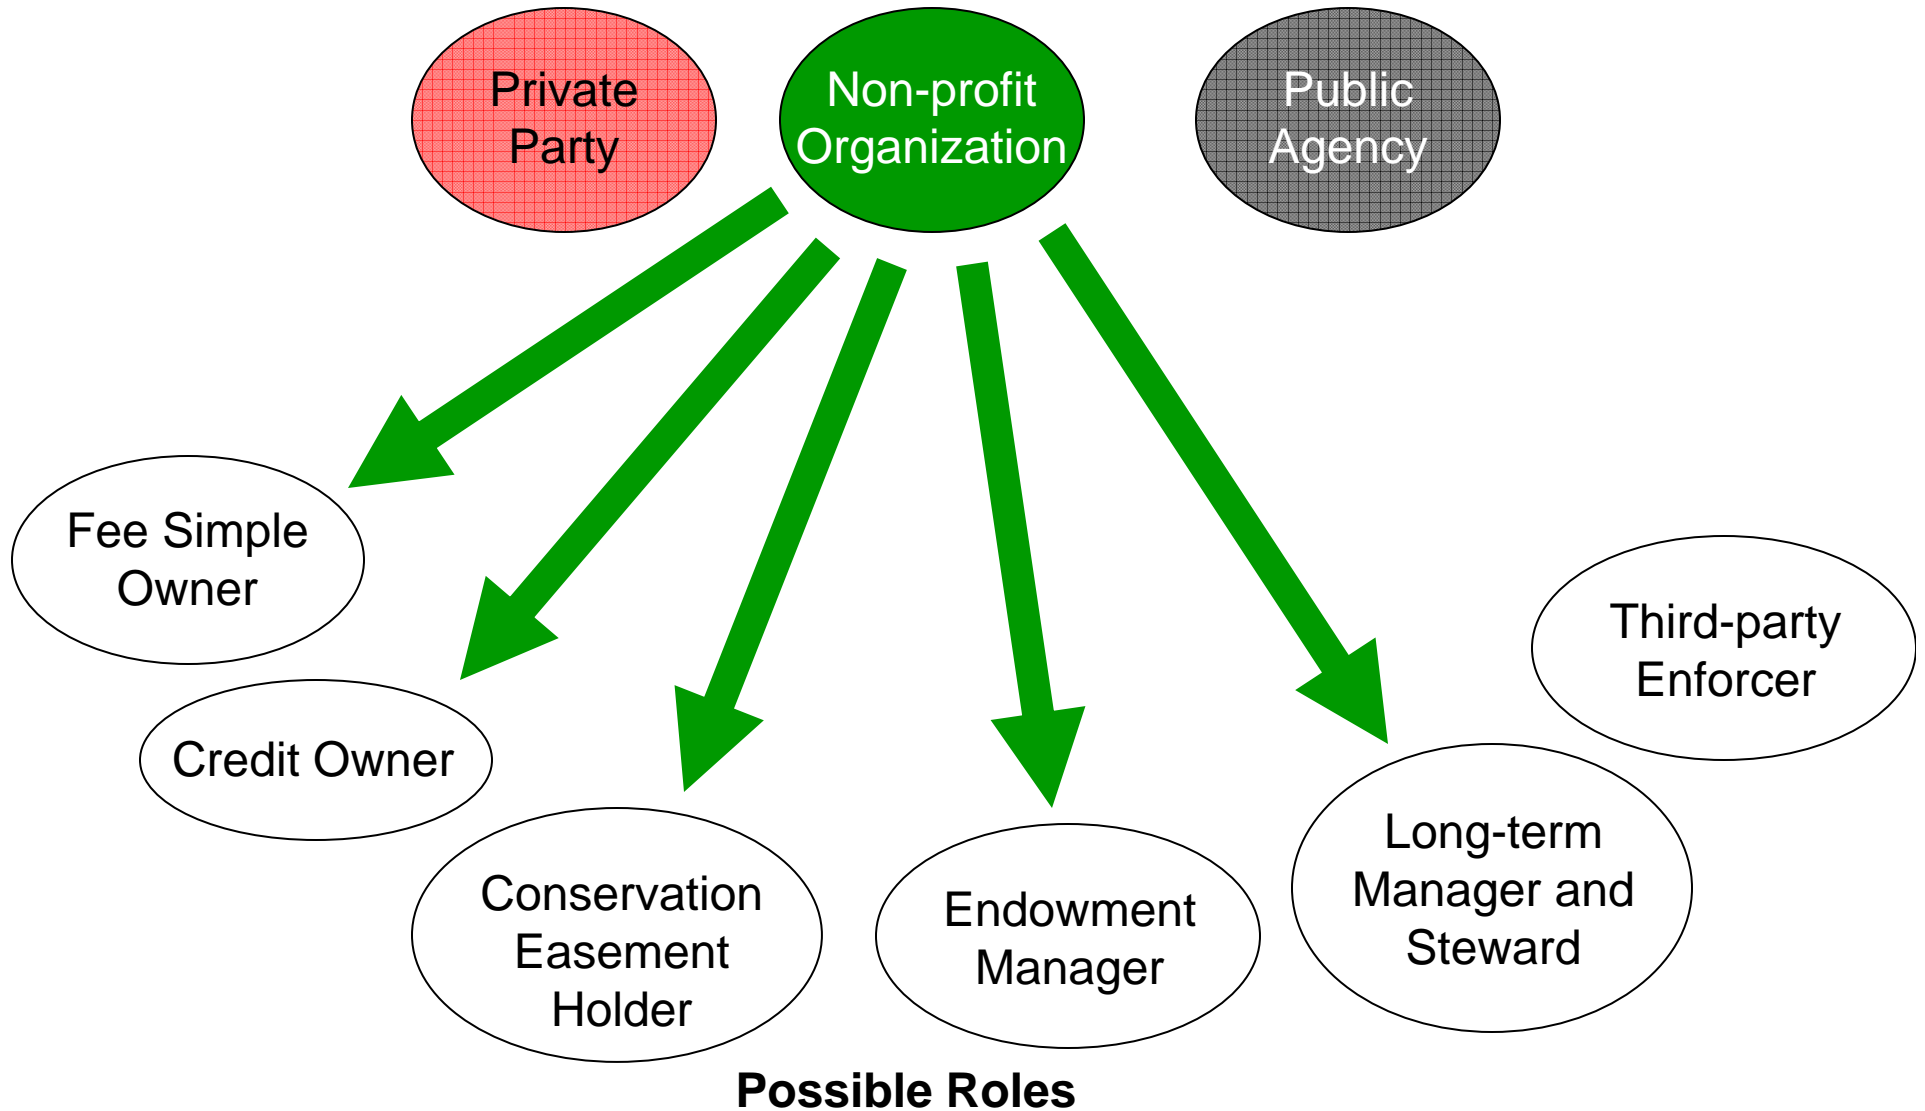 Private
Party
Non-profit
Organization
Public
Agency
Fee Simple
Owner
Third-party
Enforcer
Credit Owner
Long-term
Manager and
Steward
Conservation
Easement
Holder
Endowment
Manager
Possible Roles